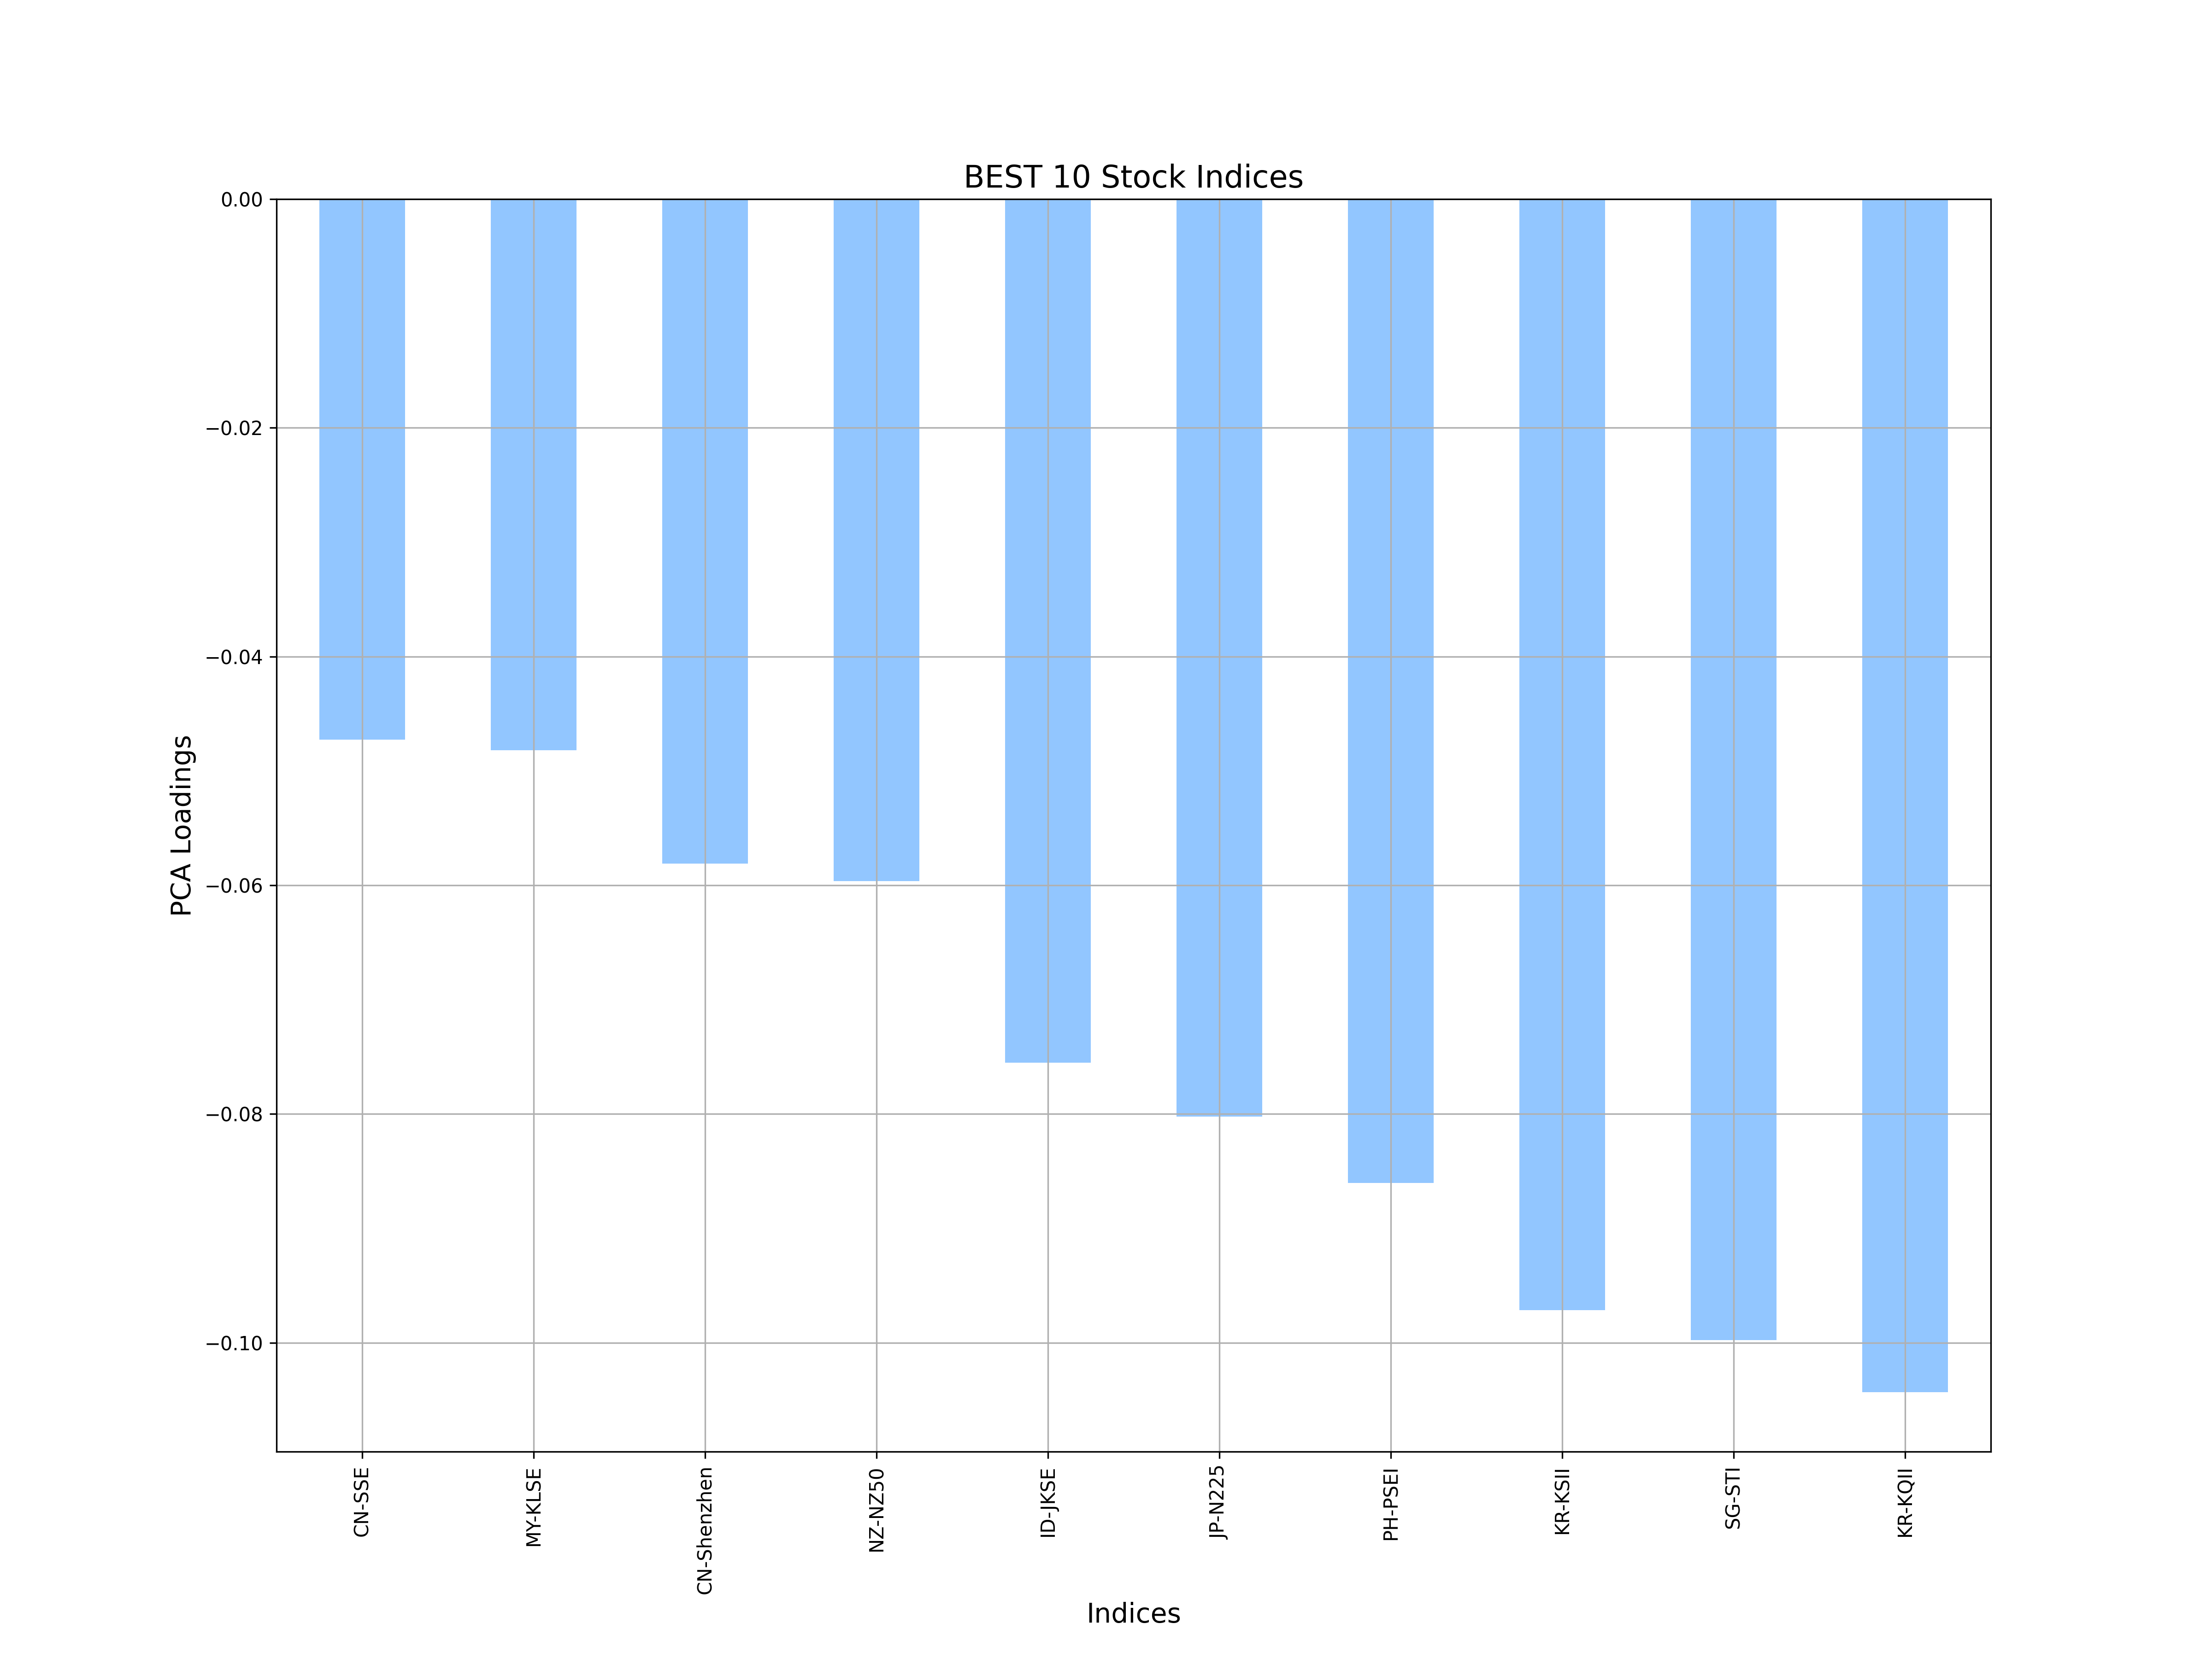 BEST 10 Stock Indices
0.00
−0.02
−0.04
−0.06
−0.08
−0.10
PCA Loadings
CN-SSE
MY-KLSE
CN-Shenzhen
NZ-NZ50
ID-JKSE
JP-N225
PH-PSEI
KR-KSII
SG-STI
KR-KQII
Indices